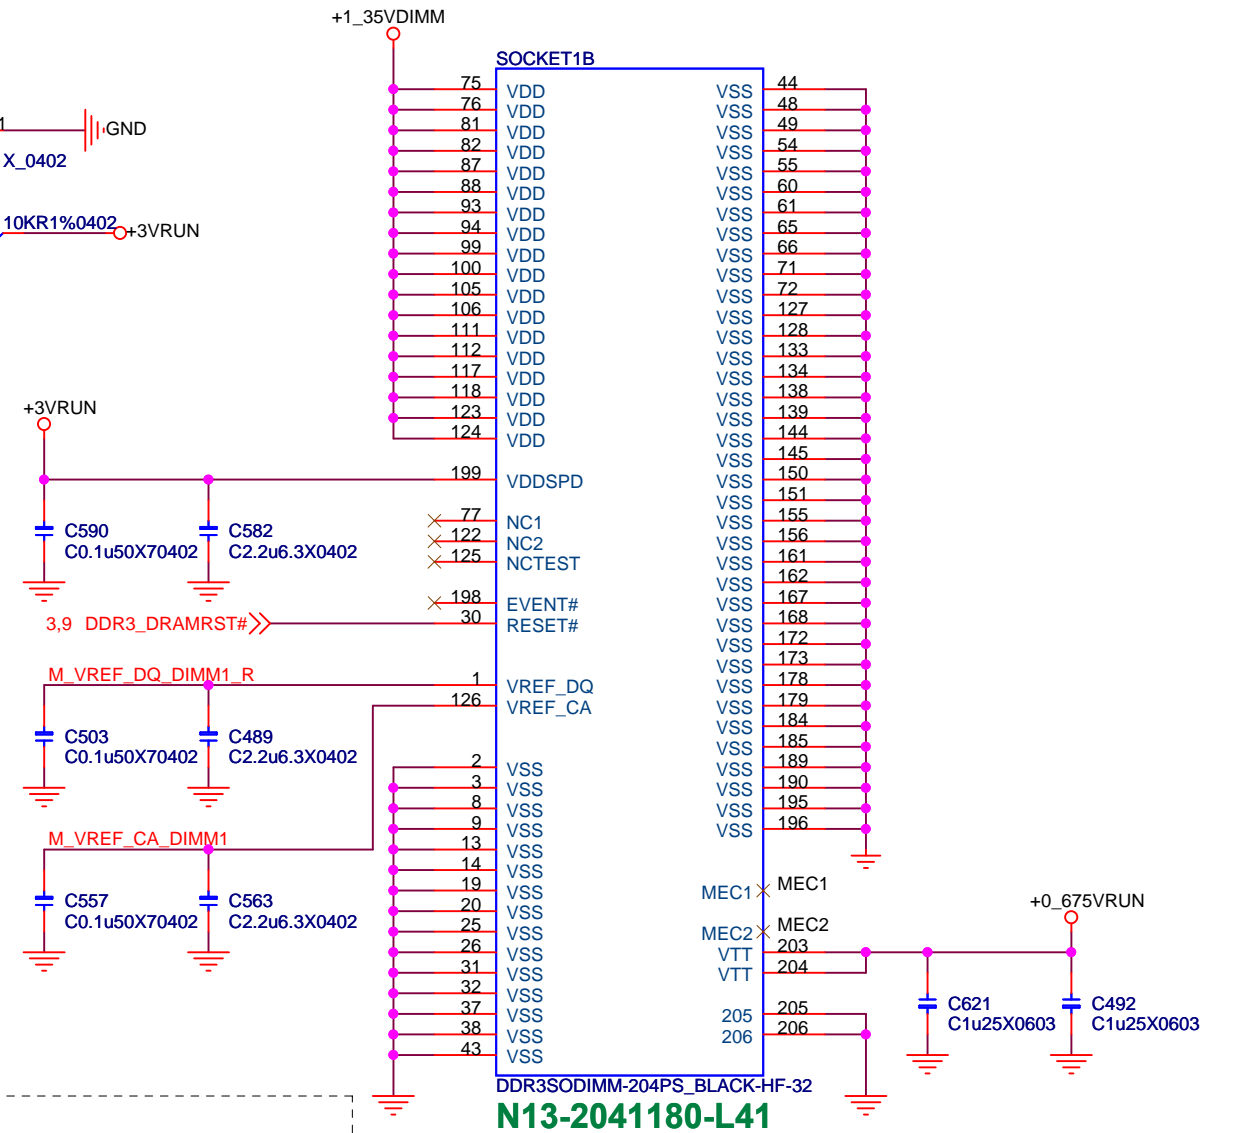 +1_35VDIMM
SOCKET1B
1
GND
X_0402
10KR1%0402
+3VRUN
75 VDD
76 VDD
81 VDD
82 VDD
87 VDD
88 VDD
93 VDD
94 VDD
99 VDD
100 VDD
105 VDD
106 VDD
111 VDD
112 VDD
117 VDD
118 VDD
123 VDD
124 VDD
+3VRUN
199 VDDSPD
C590
C0.1u50X70402
C582
C2.2u6.3X0402
77 NC1
122 NC2
125 NCTEST
198 EVENT#
3,9 DDR3_DRAMRST#
30 RESET#
M_VREF_DQ_DIMM1_R
1 VREF_DQ
126 VREF_CA
C503
C0.1u50X70402
C489
C2.2u6.3X0402
M_VREF_CA_DIMM1
C557
C0.1u50X70402
C563
C2.2u6.3X0402
2 VSS
3 VSS
8 VSS
9 VSS
13 VSS
14 VSS
19 VSS
20 VSS
25 VSS
26 VSS
31 VSS
32 VSS
37 VSS
38 VSS
43 VSS
VSS 44
VSS 48
VSS 49
VSS 54
VSS 55
VSS 60
VSS 61
VSS 65
VSS 66
VSS 71
VSS 72
VSS 127
VSS 128
VSS 133
VSS 134
VSS 138
VSS 139
VSS 144
VSS 145
VSS 150
VSS 151
VSS 155
VSS 156
VSS 161
VSS 162
VSS 167
VSS 168
VSS 172
VSS 173
VSS 178
VSS 179
VSS 184
VSS 185
VSS 189
VSS 190
VSS 195
VSS 196
MEC1 MEC1
MEC2 MEC2
VTT 203
VTT 204
205 205
206 206
+0_675VRUN
C621
C1u25X0603
C492
C1u25X0603
DDR3SODIMM-204PS_BLACK-HF-32
N13-2041180-L41